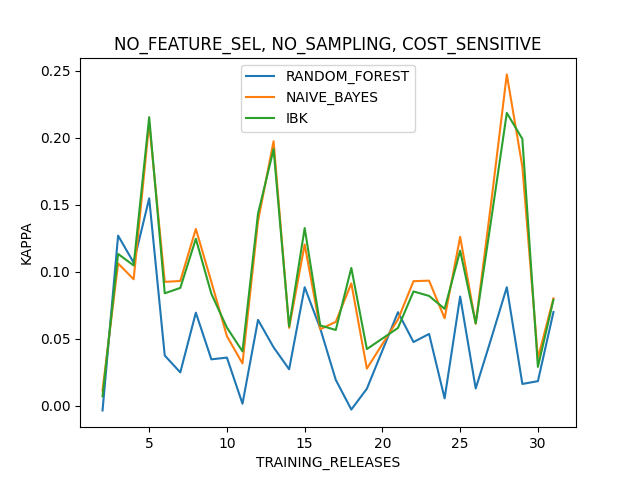 NO_FEATURE_SEL, NO_SAMPLING, COST_SENSITIVE
RANDOM_FOREST
NAIVE_BAYES
IBK
KAPPA
0.25
0.20
0.15
0.10
0.05
0.00
5 10 15 20 25 30
TRAINING_RELEASES